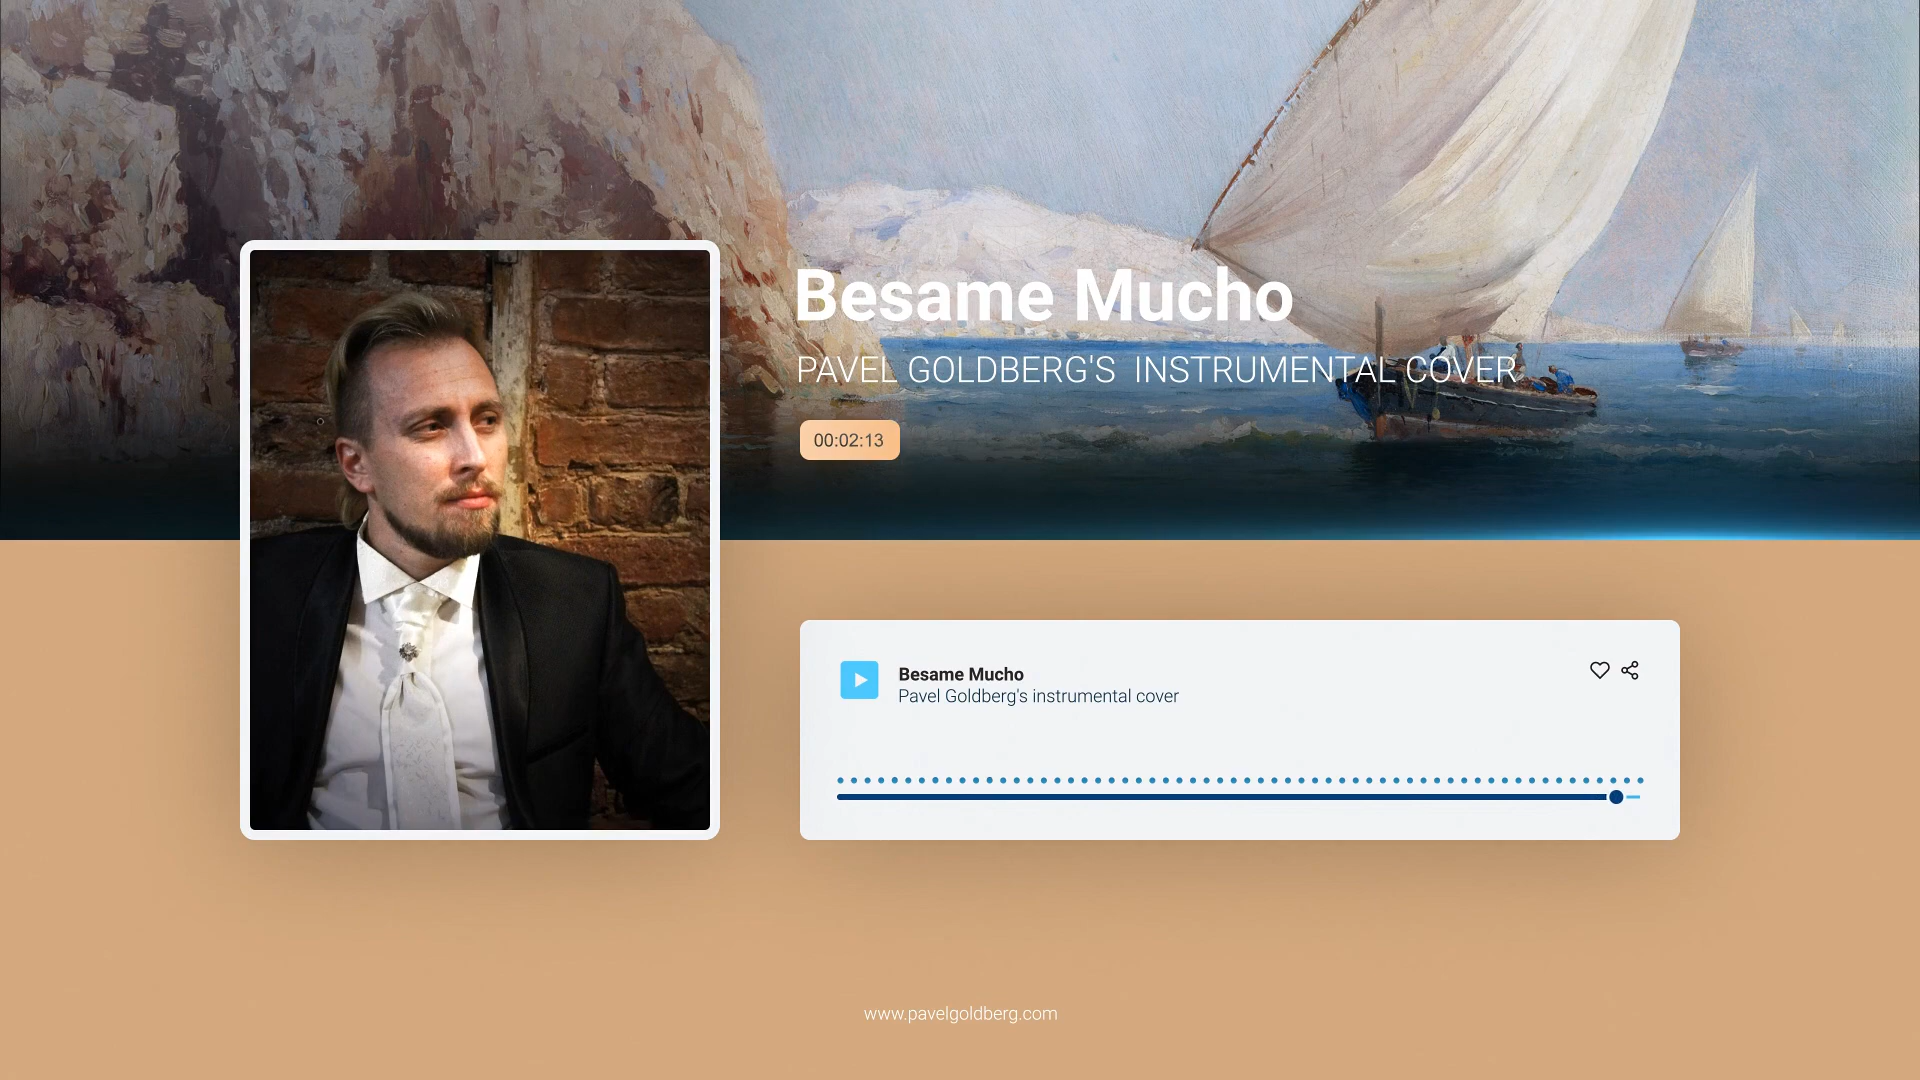 Besame Mucho
PAVEL GOLDBERG'S  INSTRUMENTAL COVER
00:02:13
Besame Mucho
Pavel Goldberg's instrumental cover
www.pavelgoldberg.com